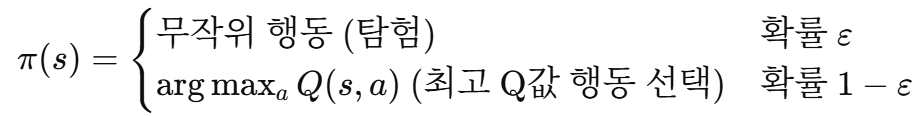 π(s) = { 무작위 행동 (탐험) 확률 ε
arg maxₐ Q(s, a) (최고 Q값 행동 선택) 확률 1 − ε